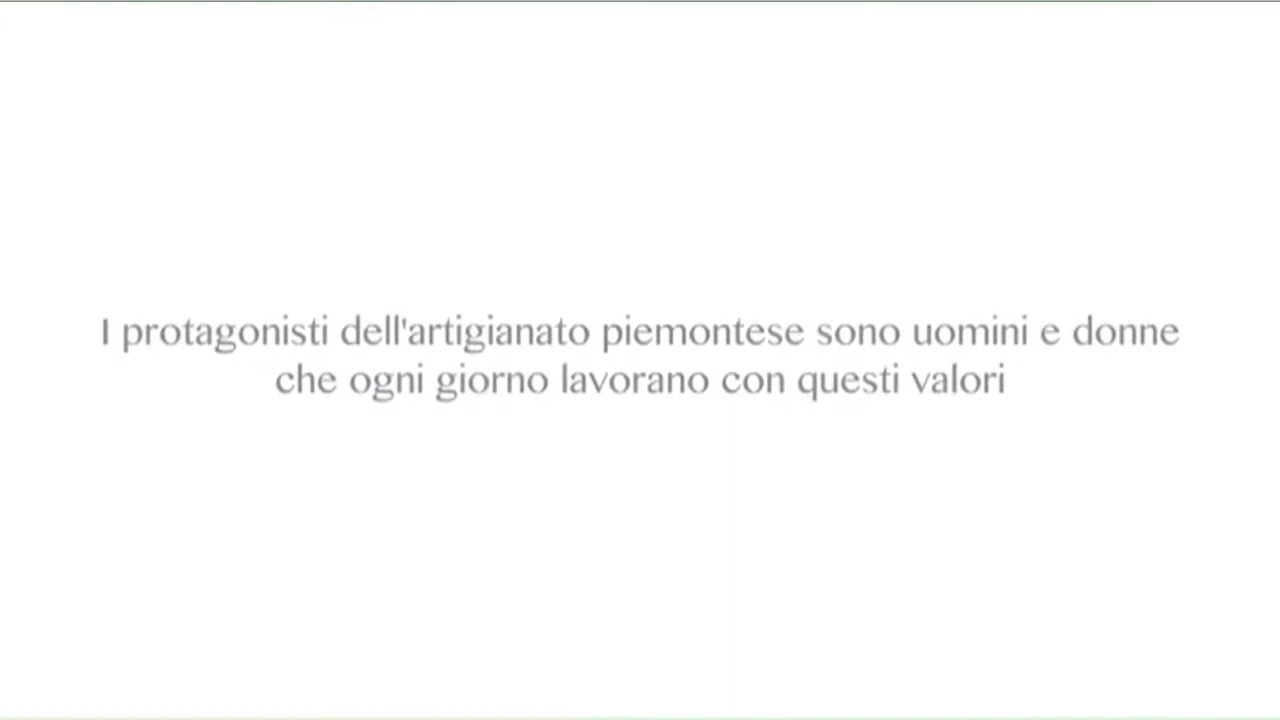 I protagonisti dell'artigianato piemontese sono uomini e donne
che ogni giorno lavorano con questi valori